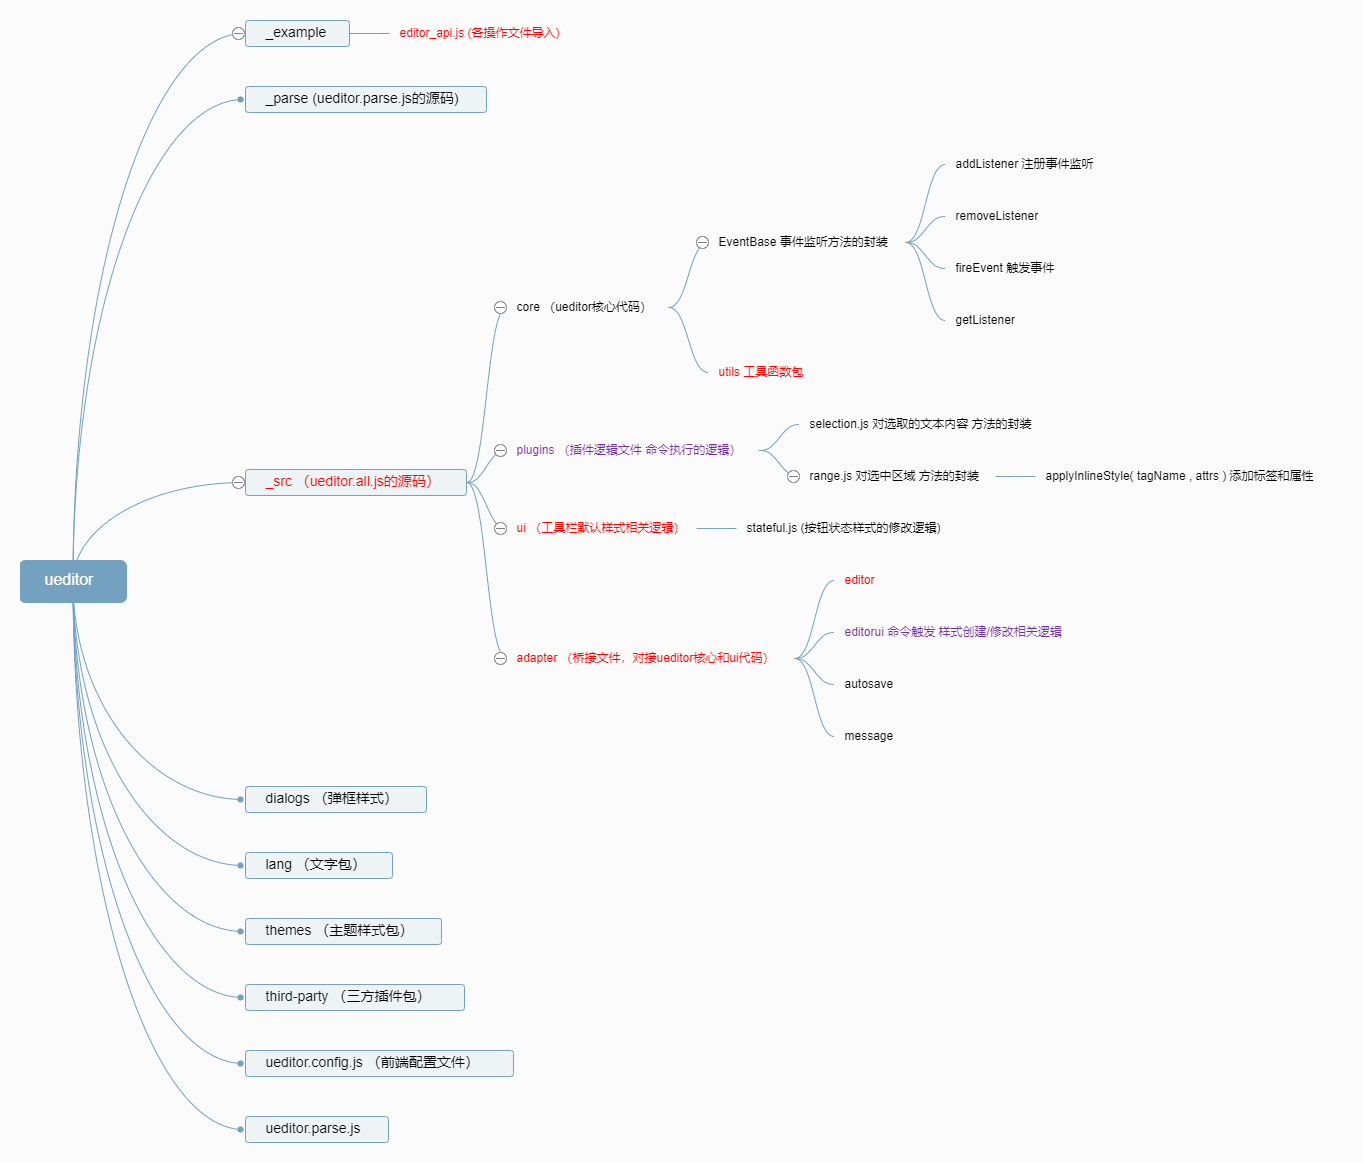 _example
editor_api.js (各操作文件导入)
_parse (ueditor.parse.js的源码)
addListener 注册事件监听
removeListener
EventBase 事件监听方法的封装
fireEvent 触发事件
getListener
core （ueditor核心代码）
utils 工具函数包
selection.js 对选取的文本内容 方法的封装
plugins （插件逻辑文件 命令执行的逻辑）
range.js 对选中区域 方法的封装
applyInlineStyle( tagName , attrs ) 添加标签和属性
_src （ueditor.all.js的源码）
ui （工具栏默认样式相关逻辑）
stateful.js (按钮状态样式的修改逻辑)
ueditor
editor
editorui 命令触发 样式创建/修改相关逻辑
adapter （桥接文件，对接ueditor核心和ui代码）
autosave
message
dialogs （弹框样式）
lang （文字包）
themes （主题样式包）
third-party （三方插件包）
ueditor.config.js （前端配置文件）
ueditor.parse.js